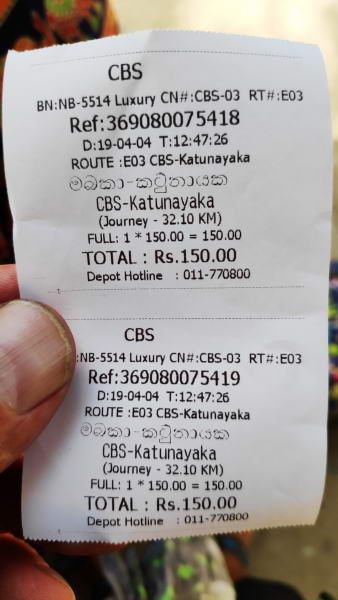 CBS
BN:NB-5514 Luxury CN#:CBS-03 RT#:E03
Ref:369080075418
D:19-04-04 T:12:47:26
ROUTE :E03 CBS-Katunayaka
මබකා-කටුනායක
CBS-Katunayaka
(Journey - 32.10 KM)
FULL: 1 * 150.00 = 150.00
TOTAL : Rs.150.00
Depot Hotline : 011-770800
CBS
:NB-5514 Luxury CN#:CBS-03 RT#:E03
Ref:369080075419
D:19-04-04 T:12:47:26
ROUTE :E03 CBS-Katunayaka
මබකා-කටුනායක
CBS-Katunayaka
(Journey - 32.10 KM)
FULL: 1 * 150.00 = 150.00
TOTAL : Rs.150.00
Depot Hotline : 011-770800